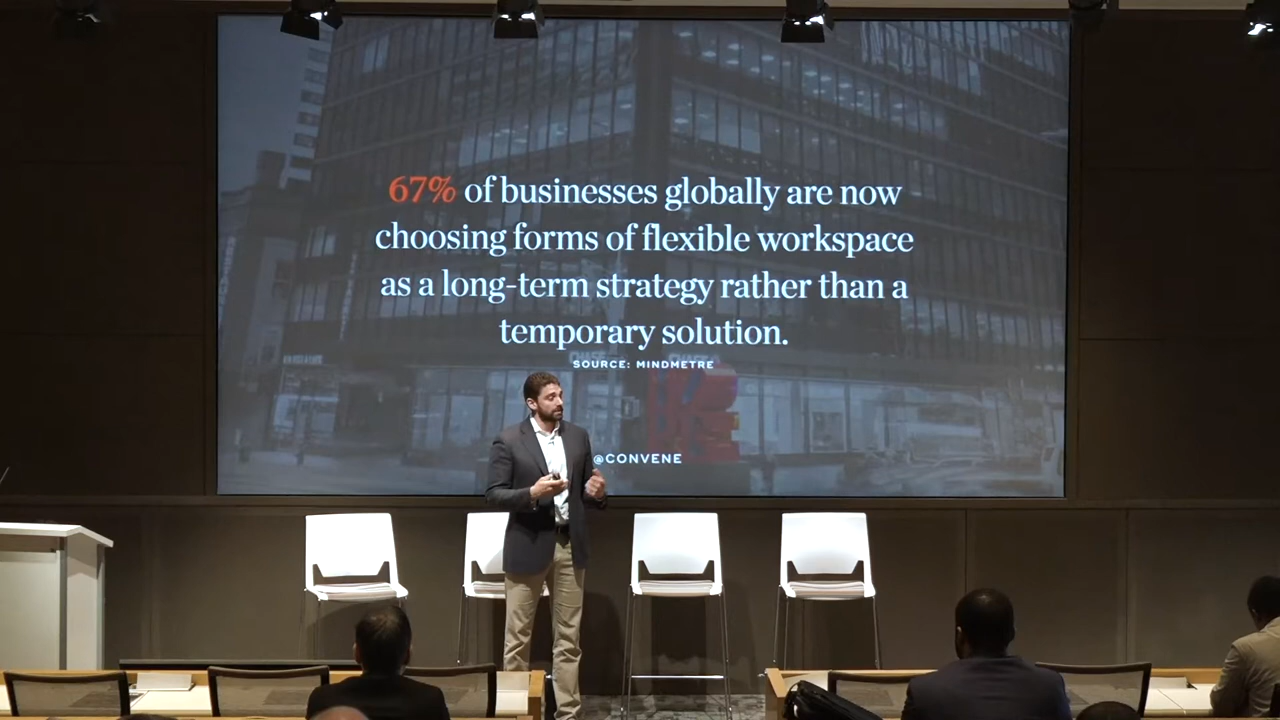 67% of businesses globally are now
choosing forms of flexible workspace
as a long-term strategy rather than a
temporary solution.
CHASE
SOURCE: MINDMETRE
@CONVENE